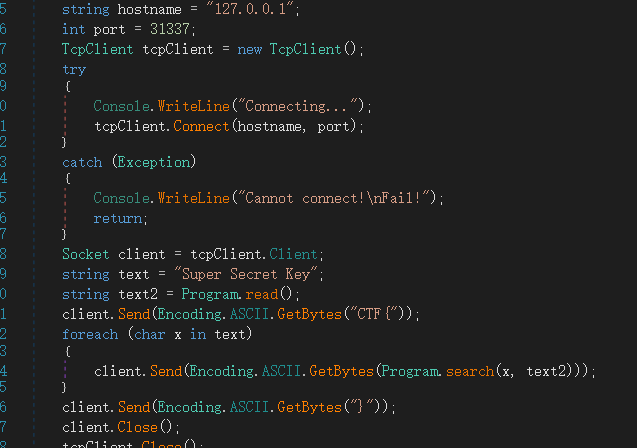 5 string hostname = "127.0.0.1";
6 int port = 31337;
7 TcpClient tcpClient = new TcpClient();
8 try
9 {
0 Console.WriteLine("Connecting...");
1 tcpClient.Connect(hostname, port);
2 }
3 catch (Exception)
4 {
5 Console.WriteLine("Cannot connect!\nFail!");
6 return;
7 }
8 Socket client = tcpClient.Client;
9 string text = "Super Secret Key";
0 string text2 = Program.read();
1 client.Send(Encoding.ASCII.GetBytes("CTF{"));
2 foreach (char x in text)
3 {
4 client.Send(Encoding.ASCII.GetBytes(Program.search(x, text2)));
5 }
6 client.Send(Encoding.ASCII.GetBytes("}"));
7 client.Close();
8 tcpClient.Close();